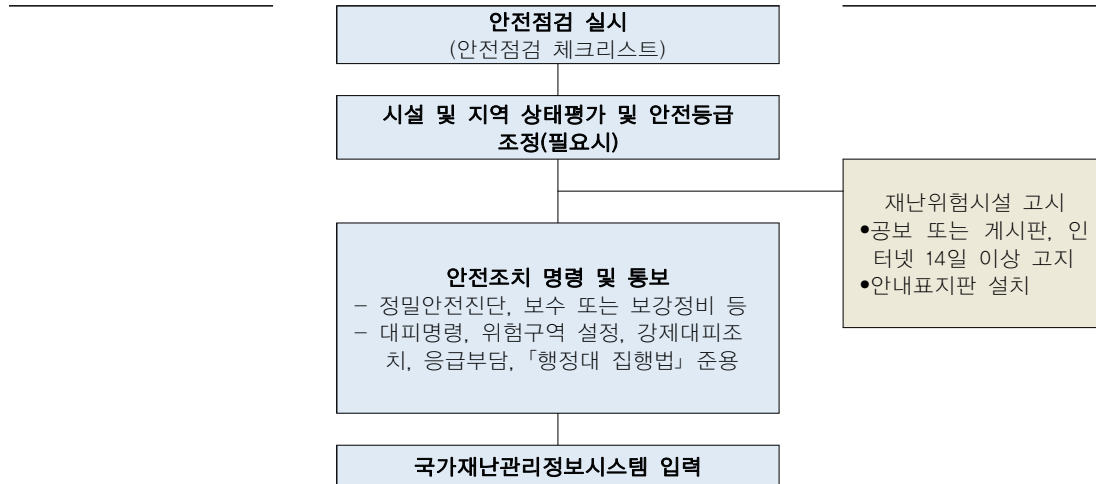 안전점검 실시
(안전점검 체크리스트)
시설 및 지역 상태평가 및 안전등급
조정(필요시)
재난위험시설 고시
●공보 또는 게시판, 인
터넷 14일 이상 고지
●안내표지판 설치
안전조치 명령 및 통보
- 정밀안전진단, 보수 또는 보강정비 등
- 대피명령, 위험구역 설정, 강제대피조
치, 응급부담,「행정대 집행법」준용
국가재난관리정보시스템 입력